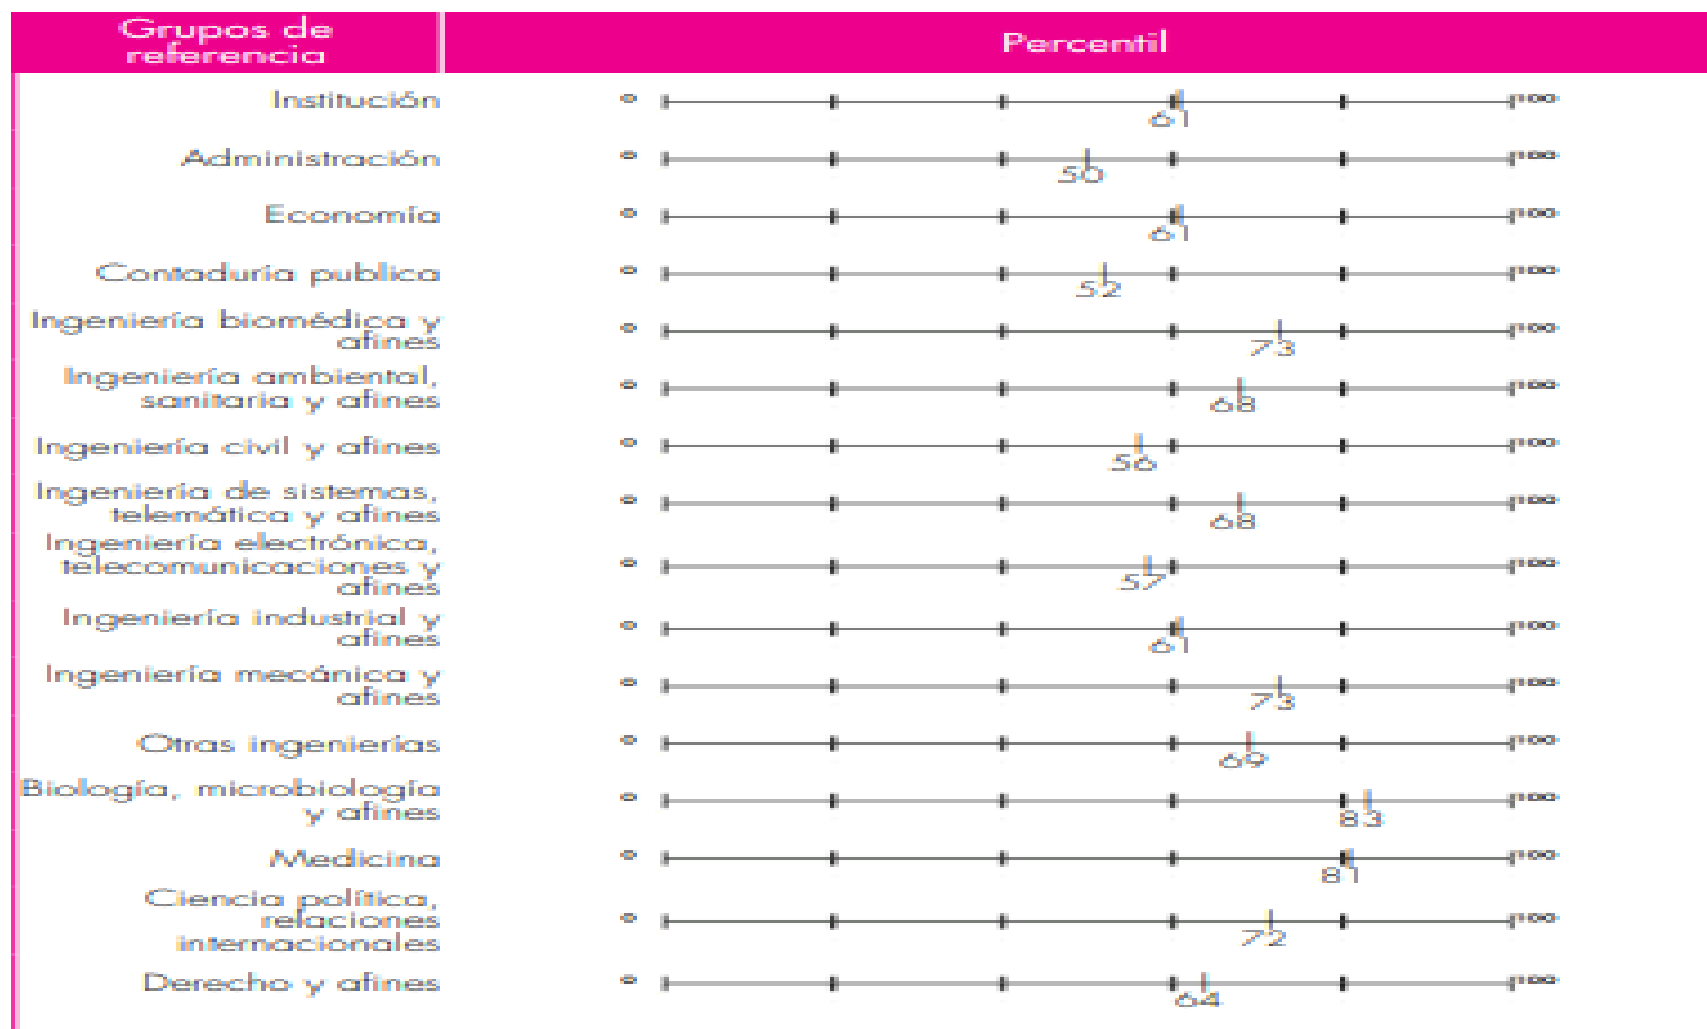 Grupos de
referencia
Percentil
Institución 0 100
61
Administración 0 100
50
Economía 0 100
61
Contaduría publica 0 100
52
Ingeniería biomédica y
afines 0 100
73
Ingeniería ambiental,
sanitaria y afines 0 100
68
Ingeniería civil y afines 0 100
56
Ingeniería de sistemas,
telemática y afines 0 100
68
Ingeniería electrónica,
telecomunicaciones y
afines 0 100
57
Ingeniería industrial y
afines 0 100
61
Ingeniería mecánica y
afines 0 100
73
Otras ingenierías 0 100
69
Biología, microbiología
y afines 0 100
83
Medicina 0 100
81
Ciencia política,
relaciones
internacionales 0 100
72
Derecho y afines 0 100
64